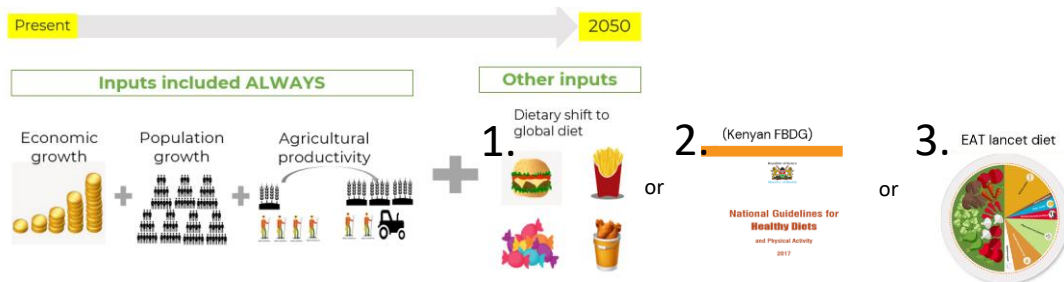 Present
2050
Inputs included ALWAYS
Other inputs
Economic
growth
Population
growth
Agricultural
productivity
1.
Dietary shift to
global diet
or
2.
(Kenyan FBDG)
National Guidelines for
Healthy Diets
and Physical Activity
2017
or
3.
EAT lancet diet